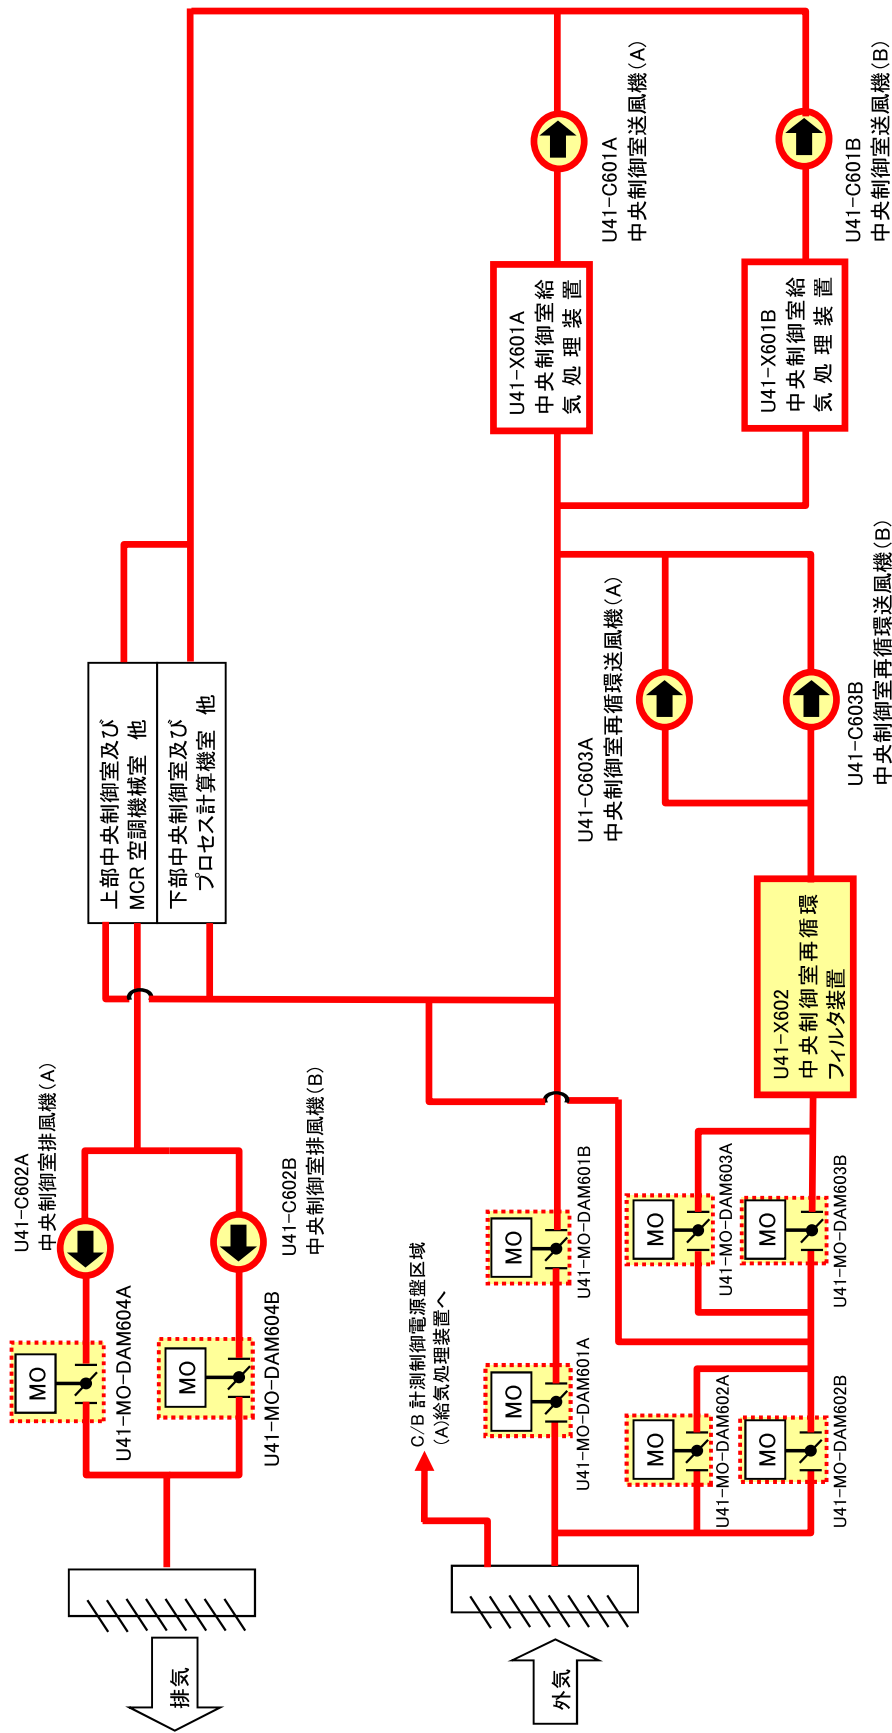 排気
MO
U41-MO-DAM604A
U41-C602A
中央制御室排風機(A)
MO
U41-MO-DAM604B
U41-C602B
中央制御室排風機(B)
上部中央制御室及び
MCR 空調機械室 他
下部中央制御室及び
プロセス計算機室 他
外気
C/B 計測制御電源盤区域
(A)給気処理装置へ
MO
U41-MO-DAM601A
MO
U41-MO-DAM601B
U41-X601A
中央制御室給
気処理装置
U41-C601A
中央制御室送風機(A)
U41-C603A
中央制御室再循環送風機(A)
MO
U41-MO-DAM602A
MO
U41-MO-DAM603A
MO
U41-MO-DAM602B
MO
U41-MO-DAM603B
U41-X602
中央制御室再循環
フィルタ装置
U41-C603B
中央制御室再循環送風機(B)
U41-X601B
中央制御室給
気処理装置
U41-C601B
中央制御室送風機(B)